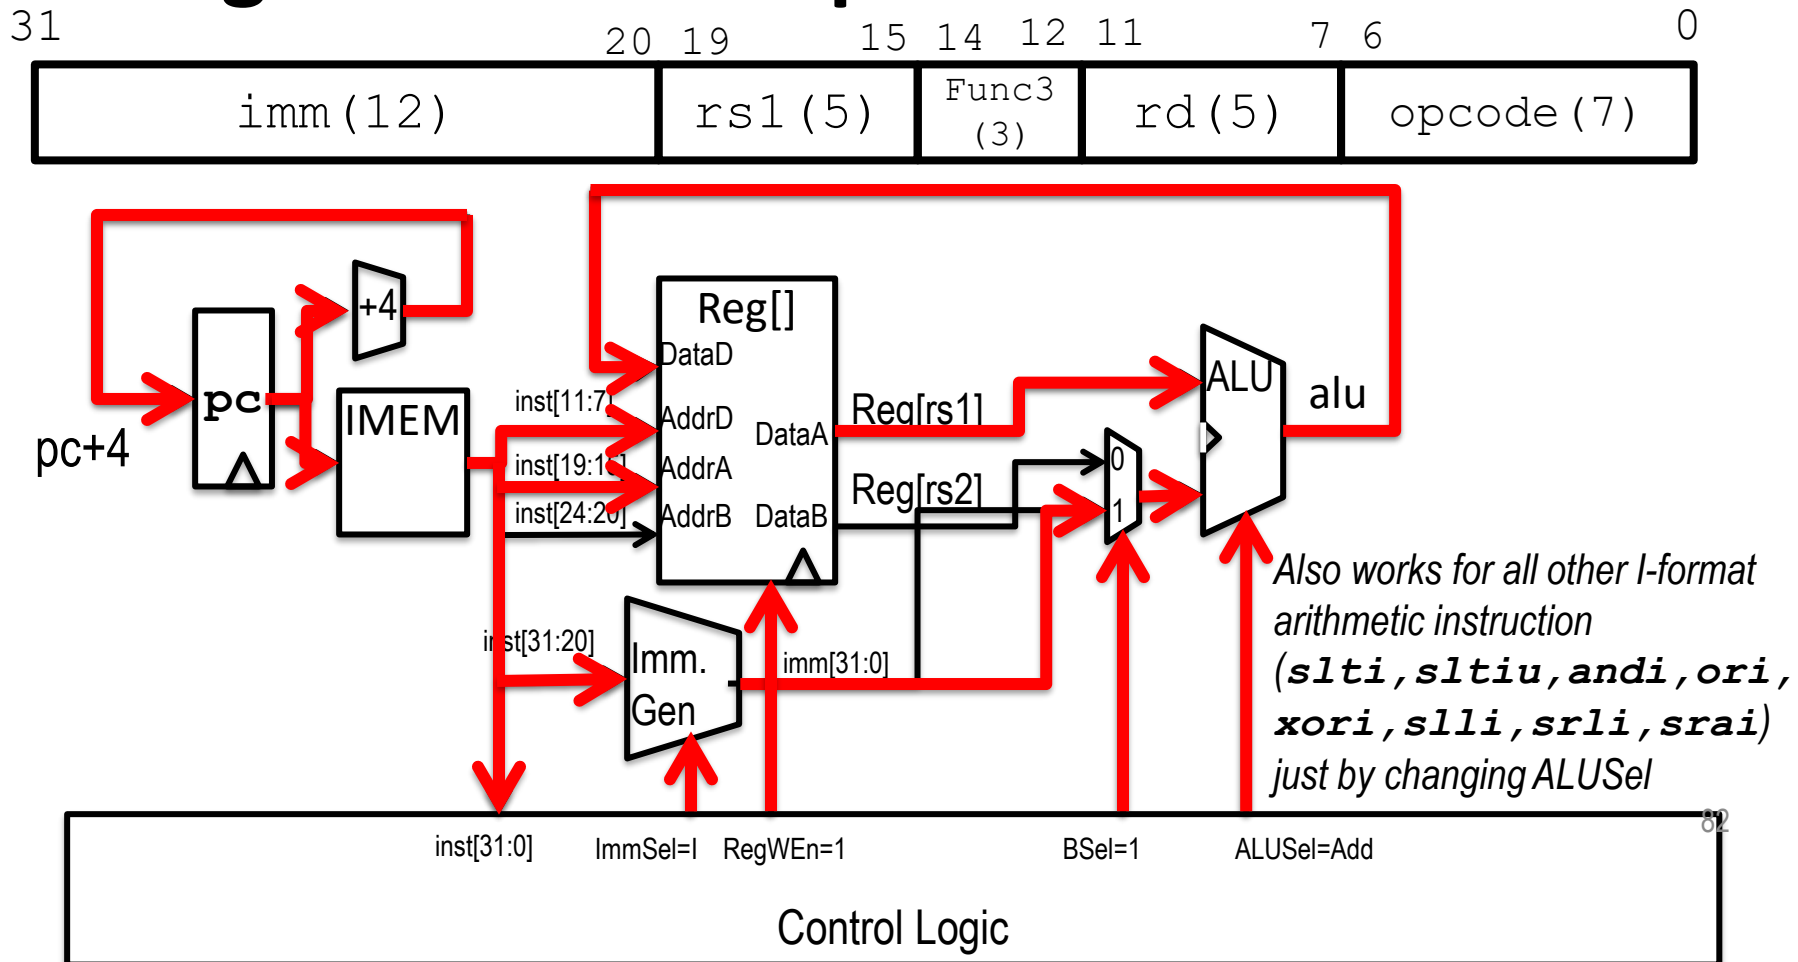 31 20 19 15 14 12 11 7 6 0
imm(12) rs1(5) Func3 (3) rd(5) opcode(7)
+4
Reg[]
DataD
pc
IMEM
inst[11:7]
AddrD
DataA
Reg[rs1]
ALU
alu
pc+4
inst[19:15]
AddrA
0
inst[24:20]
AddrB
DataB
Reg[rs2]
1
Also works for all other I-format
arithmetic instruction
(slti,sltiu,andi,ori,
xori,slli,srli,srai)
just by changing ALUSel
inst[31:20]
Imm.
Gen
imm[31:0]
82
inst[31:0] ImmSel=I RegWEn=1 BSel=1 ALUSel=Add
Control Logic